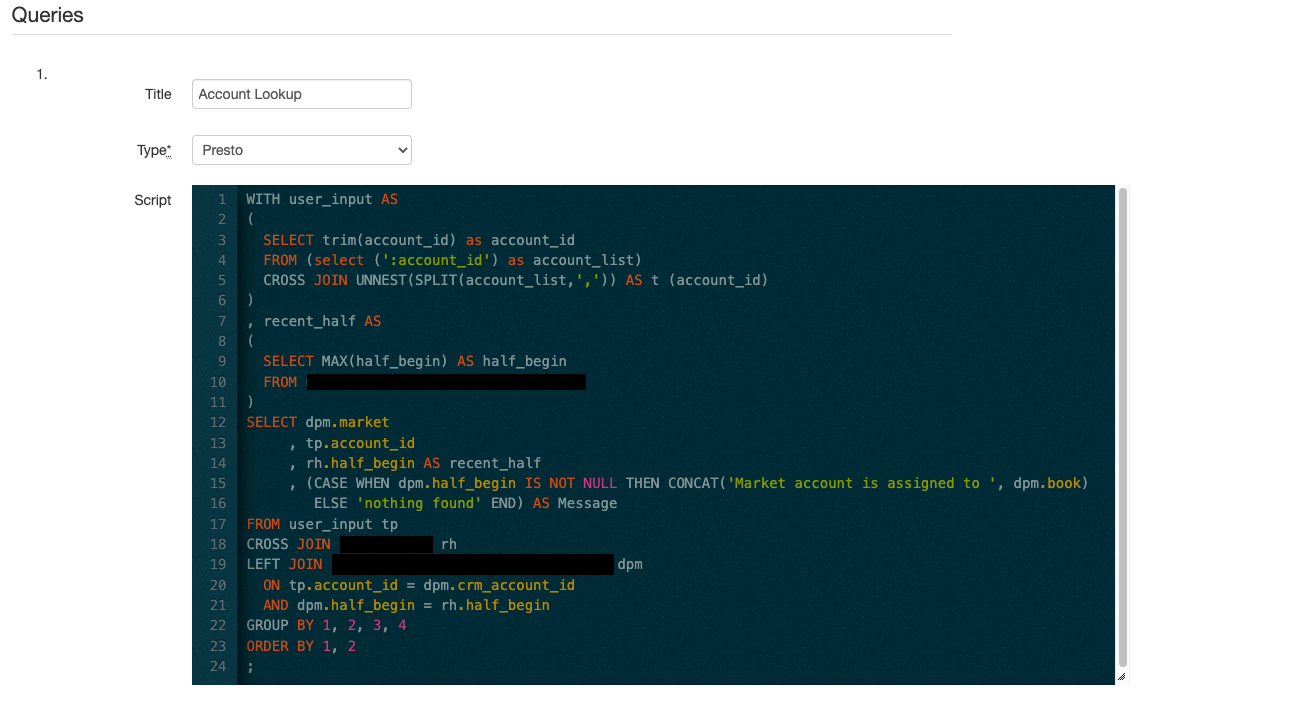 Queries
1.
Title Account Lookup
Type* Presto
Script
1 WITH user_input AS
2 (
3 SELECT trim(account_id) as account_id
4 FROM (select (':account_id') as account_list)
5 CROSS JOIN UNNEST(SPLIT(account_list,',')) AS t (account_id)
6 )
7 , recent_half AS
8 (
9 SELECT MAX(half_begin) AS half_begin
10 FROM
11 )
12 SELECT dpm.market
13 , tp.account_id
14 , rh.half_begin AS recent_half
15 , (CASE WHEN dpm.half_begin IS NOT NULL THEN CONCAT('Market account is assigned to ', dpm.book)
16 ELSE 'nothing found' END) AS Message
17 FROM user_input tp
18 CROSS JOIN rh
19 LEFT JOIN dpm
20 ON tp.account_id = dpm.crm_account_id
21 AND dpm.half_begin = rh.half_begin
22 GROUP BY 1, 2, 3, 4
23 ORDER BY 1, 2
24 ;